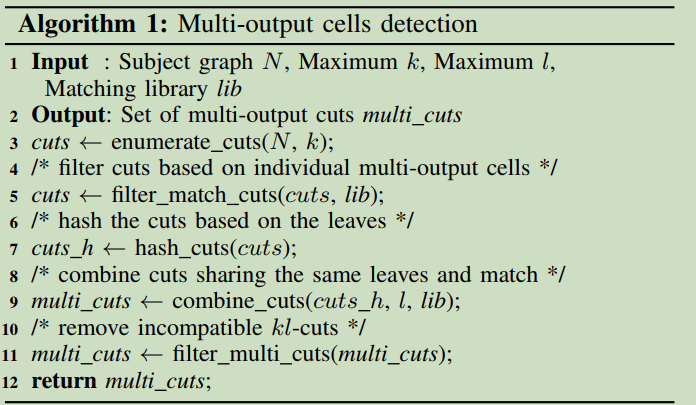 Algorithm 1: Multi-output cells detection
1 Input : Subject graph N, Maximum k, Maximum l,
Matching library lib
2 Output: Set of multi-output cuts multi_cuts
3 cuts ← enumerate_cuts(N, k);
4 /* filter cuts based on individual multi-output cells */
5 cuts ← filter_match_cuts(cuts, lib);
6 /* hash the cuts based on the leaves */
7 cuts_h ← hash_cuts(cuts);
8 /* combine cuts sharing the same leaves and match */
9 multi_cuts ← combine_cuts(cuts_h, l, lib);
10 /* remove incompatible kl-cuts */
11 multi_cuts ← filter_multi_cuts(multi_cuts);
12 return multi_cuts;